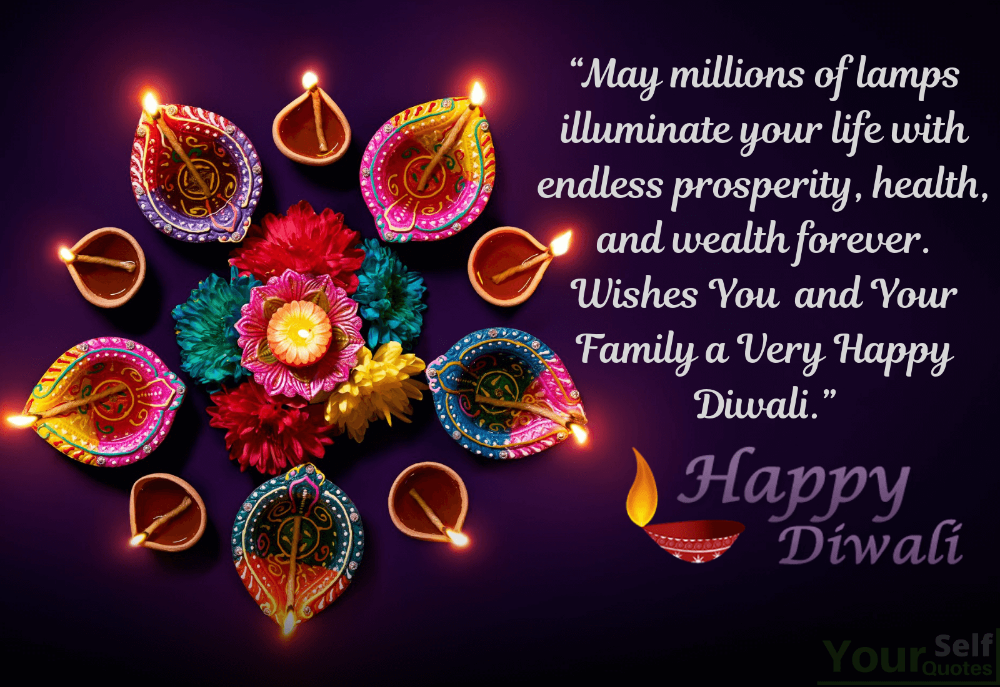 “May millions of lamps
illuminate your life with
endless prosperity, health,
and wealth forever.
Wishes You and Your
Family a Very Happy
Diwali.”
Happy
Diwali
Your Self
Quotes